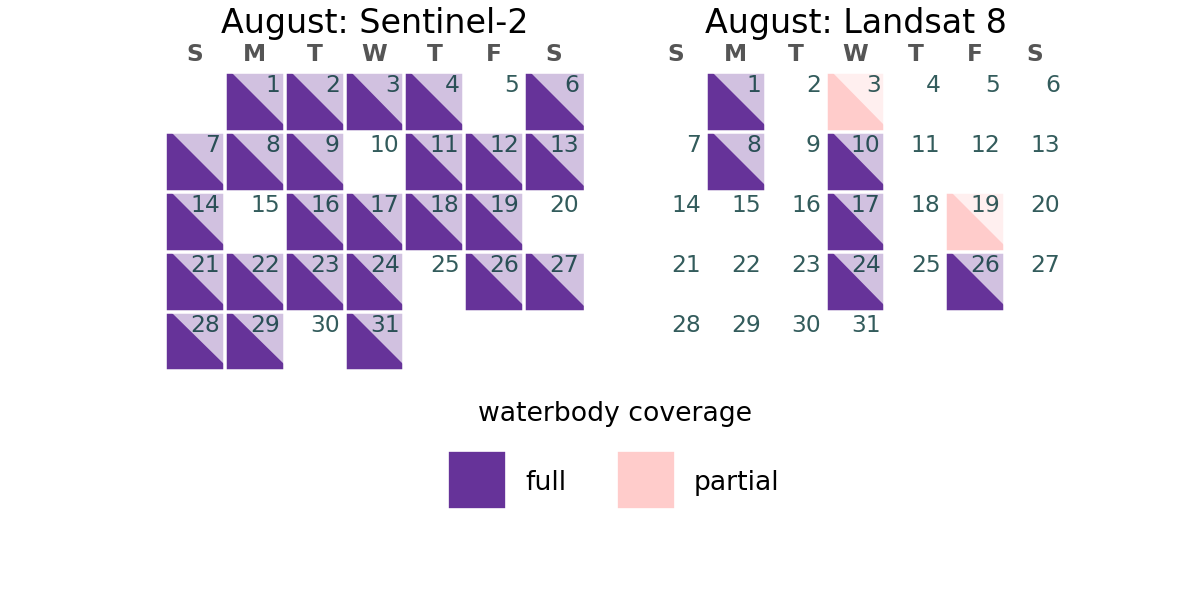 August: Sentinel-2
S M T W T F S
1 2 3 4 5 6
7 8 9 10 11 12 13
14 15 16 17 18 19 20
21 22 23 24 25 26 27
28 29 30 31
August: Landsat 8
S M T W T F S
1 2 3 4 5 6
7 8 9 10 11 12 13
14 15 16 17 18 19 20
21 22 23 24 25 26 27
28 29 30 31
waterbody coverage
full partial